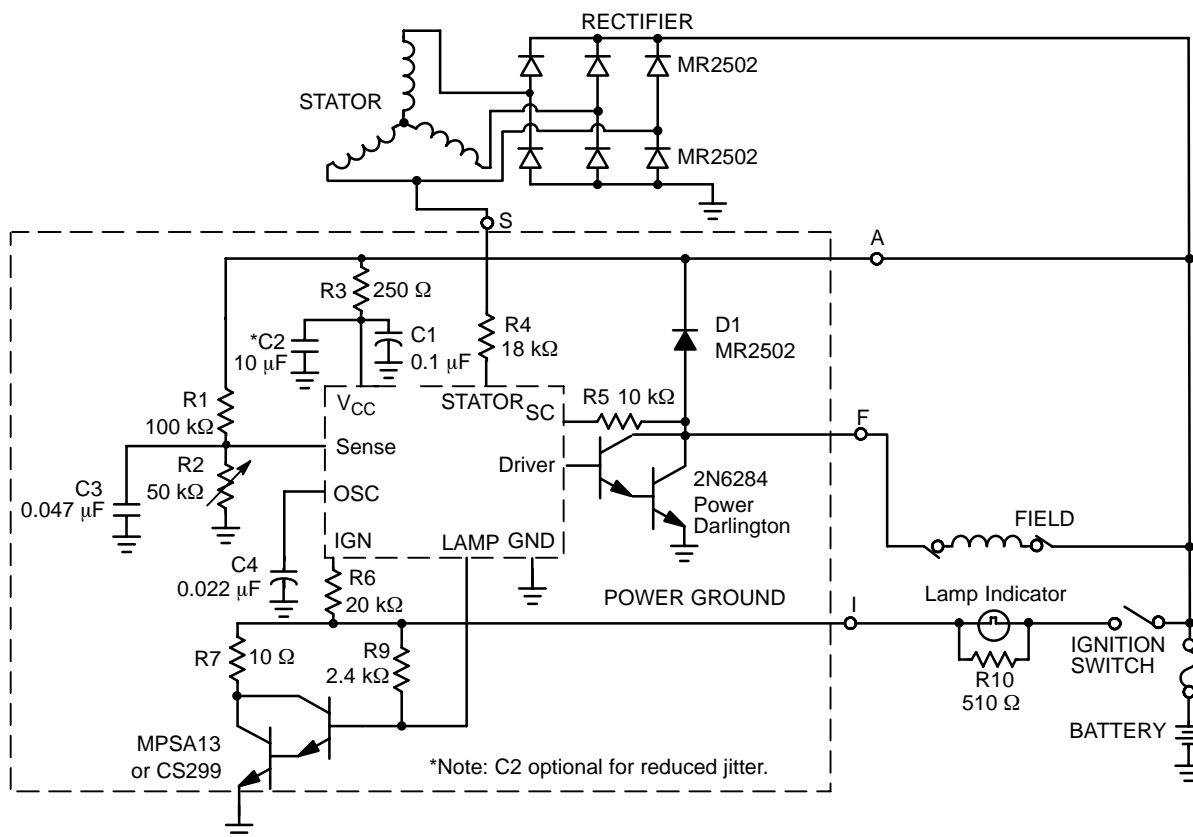 RECTIFIER
MR2502
STATOR
MR2502
S
A
R3
250 Ω
*C2
10 μF
C1
0.1 μF
R4
18 kΩ
D1
MR2502
R1
100 kΩ
VCC
STATOR
SC
R5 10 kΩ
F
Sense
R2
50 kΩ
Driver
2N6284
Power
Darlington
C3
0.047 μF
OSC
FIELD
IGN
LAMP
GND
C4
0.022 μF
R6
20 kΩ
POWER GROUND
I
Lamp Indicator
R7
10 Ω
R9
2.4 kΩ
R10
510 Ω
IGNITION
SWITCH
BATTERY
MPSA13
or CS299
*Note: C2 optional for reduced jitter.